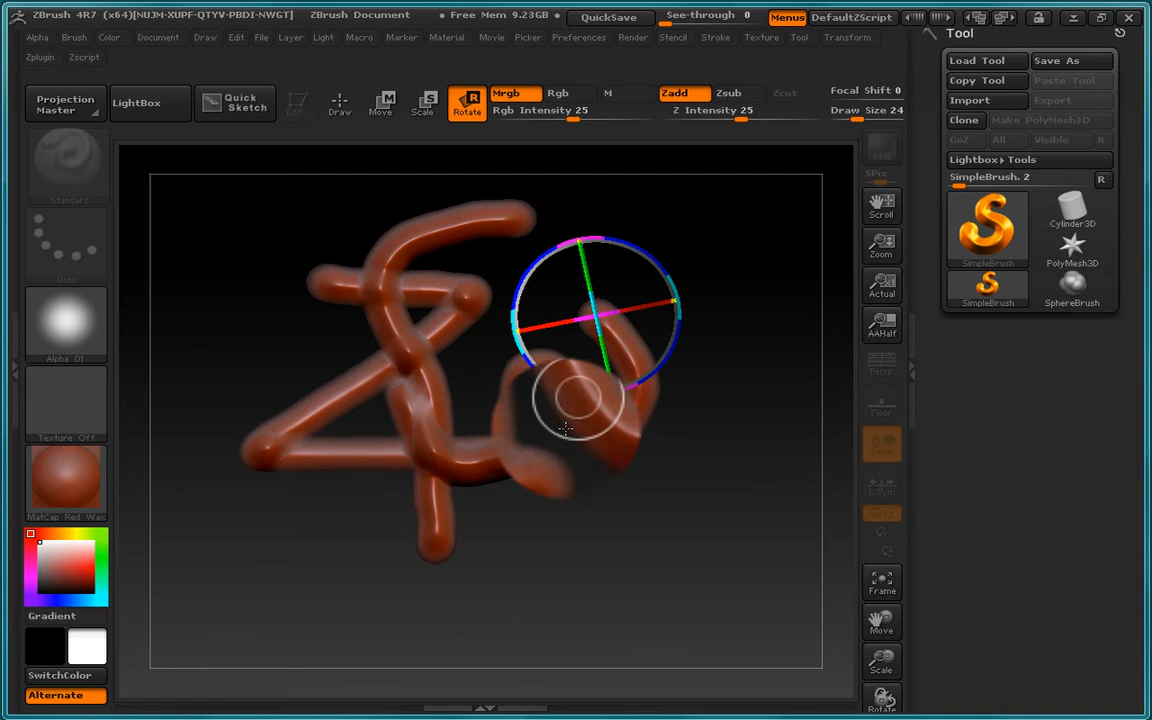 ZBrush 4R7 (x64)[NUJM-XUPF-QTYV-PBDI-NWGT] ZBrush Document • Free Mem 9.23GB • QuickSave See-through 0 Menus DefaultZScript
Alpha Brush Color Document Draw Edit File Layer Light Macro Marker Material Movie Picker Preferences Render Stencil Stroke Texture Tool Transform
Zplugin Zscript
Projection Master
LightBox
Quick Sketch
Edit
Draw
Move
Scale
Rotate
Mrgb Rgb M
Rgb Intensity 25
Zadd Zsub Zcut
Z Intensity 25
Focal Shift 0
Draw Size 24
Standard
Dots
Alpha 01
Texture Off
MatCap Red Wax
Gradient
SwitchColor
Alternate
BPR
SPix
Scroll
Zoom
Actual
AAHalf
Persp
Floor
Local
L.Sym
Frame
Move
Scale
Rotate
Tool
Load Tool Save As
Copy Tool Paste Tool
Import Export
Clone Make PolyMesh3D
GoZ All Visible R
Lightbox▸Tools
SimpleBrush. 2 R
SimpleBrush
Cylinder3D
PolyMesh3D
SimpleBrush
SphereBrush